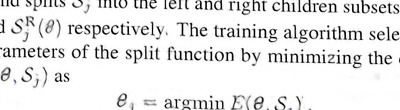 splits S_j into the left and right children subsets
S_j^R(θ) respectively. The training algorithm sele
rameters of the split function by minimizing the
θ, S_j) as
θ_j = argmin E(θ, S_j),